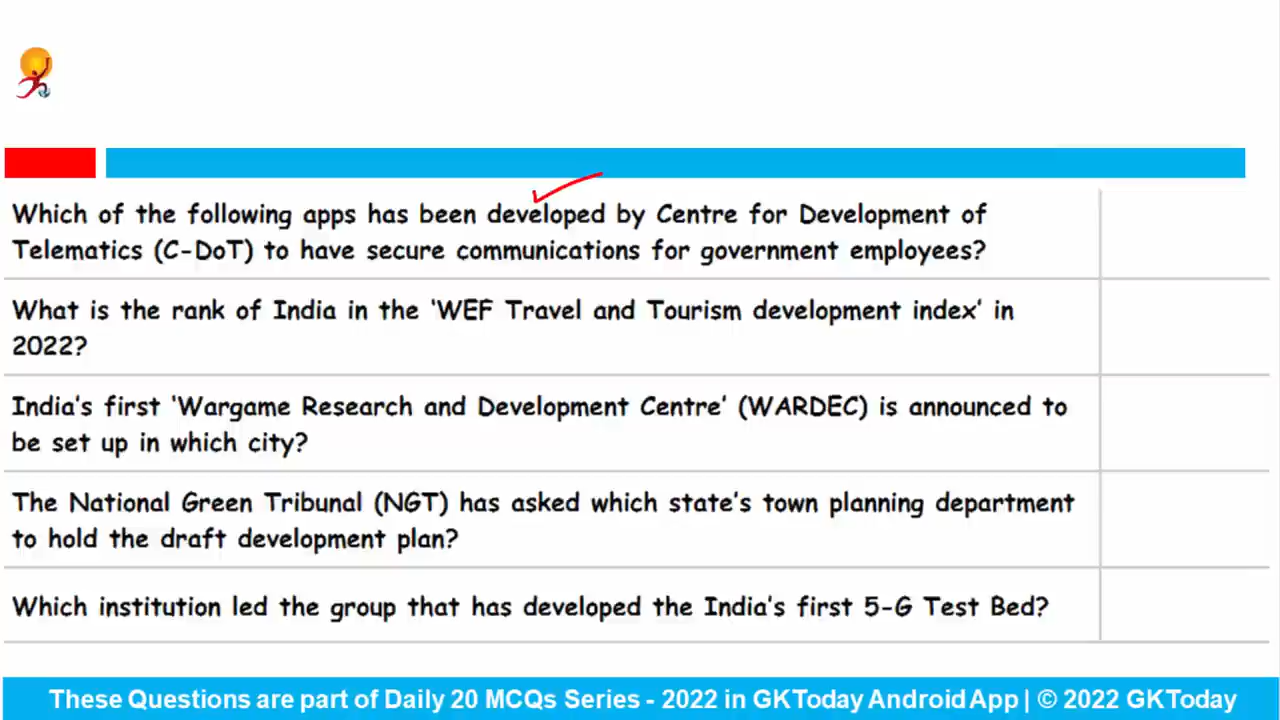 Which of the following apps has been developed by Centre for Development of
Telematics (C-DoT) to have secure communications for government employees?
What is the rank of India in the 'WEF Travel and Tourism development index' in
2022?
India's first 'Wargame Research and Development Centre' (WARDEC) is announced to
be set up in which city?
The National Green Tribunal (NGT) has asked which state's town planning department
to hold the draft development plan?
Which institution led the group that has developed the India's first 5-G Test Bed?
These Questions are part of Daily 20 MCQs Series - 2022 in GKToday Android App | © 2022 GKToday